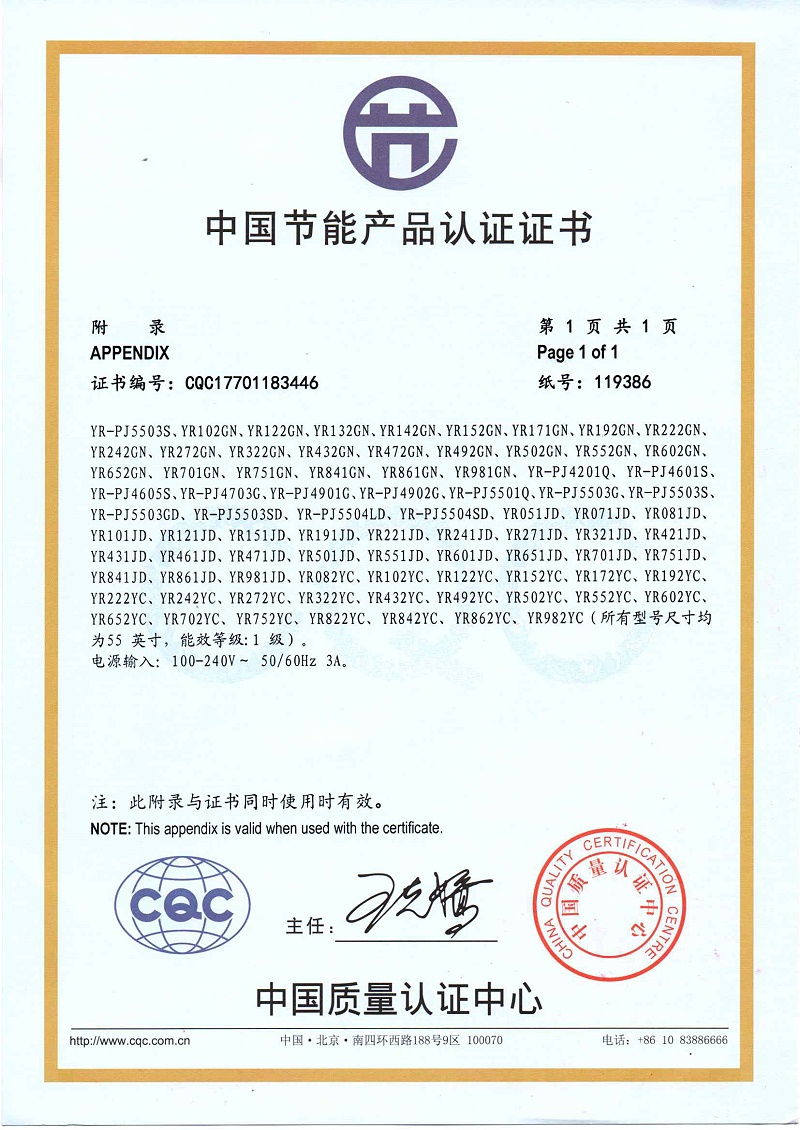 节
中国节能产品认证证书
附 录
第 1 页 共 1 页
APPENDIX
Page 1 of 1
证书编号：CQC17701183446
纸号：119386
YR-PJ5503S、YR102GN、YR122GN、YR132GN、YR142GN、YR152GN、YR171GN、YR192GN、YR222GN、
YR242GN、YR272GN、YR322GN、YR432GN、YR472GN、YR492GN、YR502GN、YR552GN、YR602GN、
YR652GN、YR701GN、YR751GN、YR841GN、YR861GN、YR981GN、YR-PJ4201Q、YR-PJ4601S、
YR-PJ4605S、YR-PJ4703G、YR-PJ4901G、YR-PJ4902G、YR-PJ5501Q、YR-PJ5503G、YR-PJ5503S、
YR-PJ5503GD、YR-PJ5503SD、YR-PJ5504LD、YR-PJ5504SD、YR051JD、YR071JD、YR081JD、
YR101JD、YR121JD、YR151JD、YR191JD、YR221JD、YR241JD、YR271JD、YR321JD、YR421JD、
YR431JD、YR461JD、YR471JD、YR501JD、YR551JD、YR601JD、YR651JD、YR701JD、YR751JD、
YR841JD、YR861JD、YR981JD、YR082YC、YR102YC、YR122YC、YR152YC、YR172YC、YR192YC、
YR222YC、YR242YC、YR272YC、YR322YC、YR432YC、YR492YC、YR502YC、YR552YC、YR602YC、
YR652YC、YR702YC、YR752YC、YR822YC、YR842YC、YR862YC、YR982YC（所有型号尺寸均
为55 英寸，能效等级：1 级）。
电源输入：100-240V～ 50/60Hz 3A。
注：此附录与证书同时使用时有效。
NOTE: This appendix is valid when used with the certificate.
CQC
主任：
CHINA QUALITY CERTIFICATION CENTRE
中国质量认证中心
中国质量认证中心
http://www.cqc.com.cn
中国·北京·南四环西路188号9区 100070
电话：+86 10 83886666